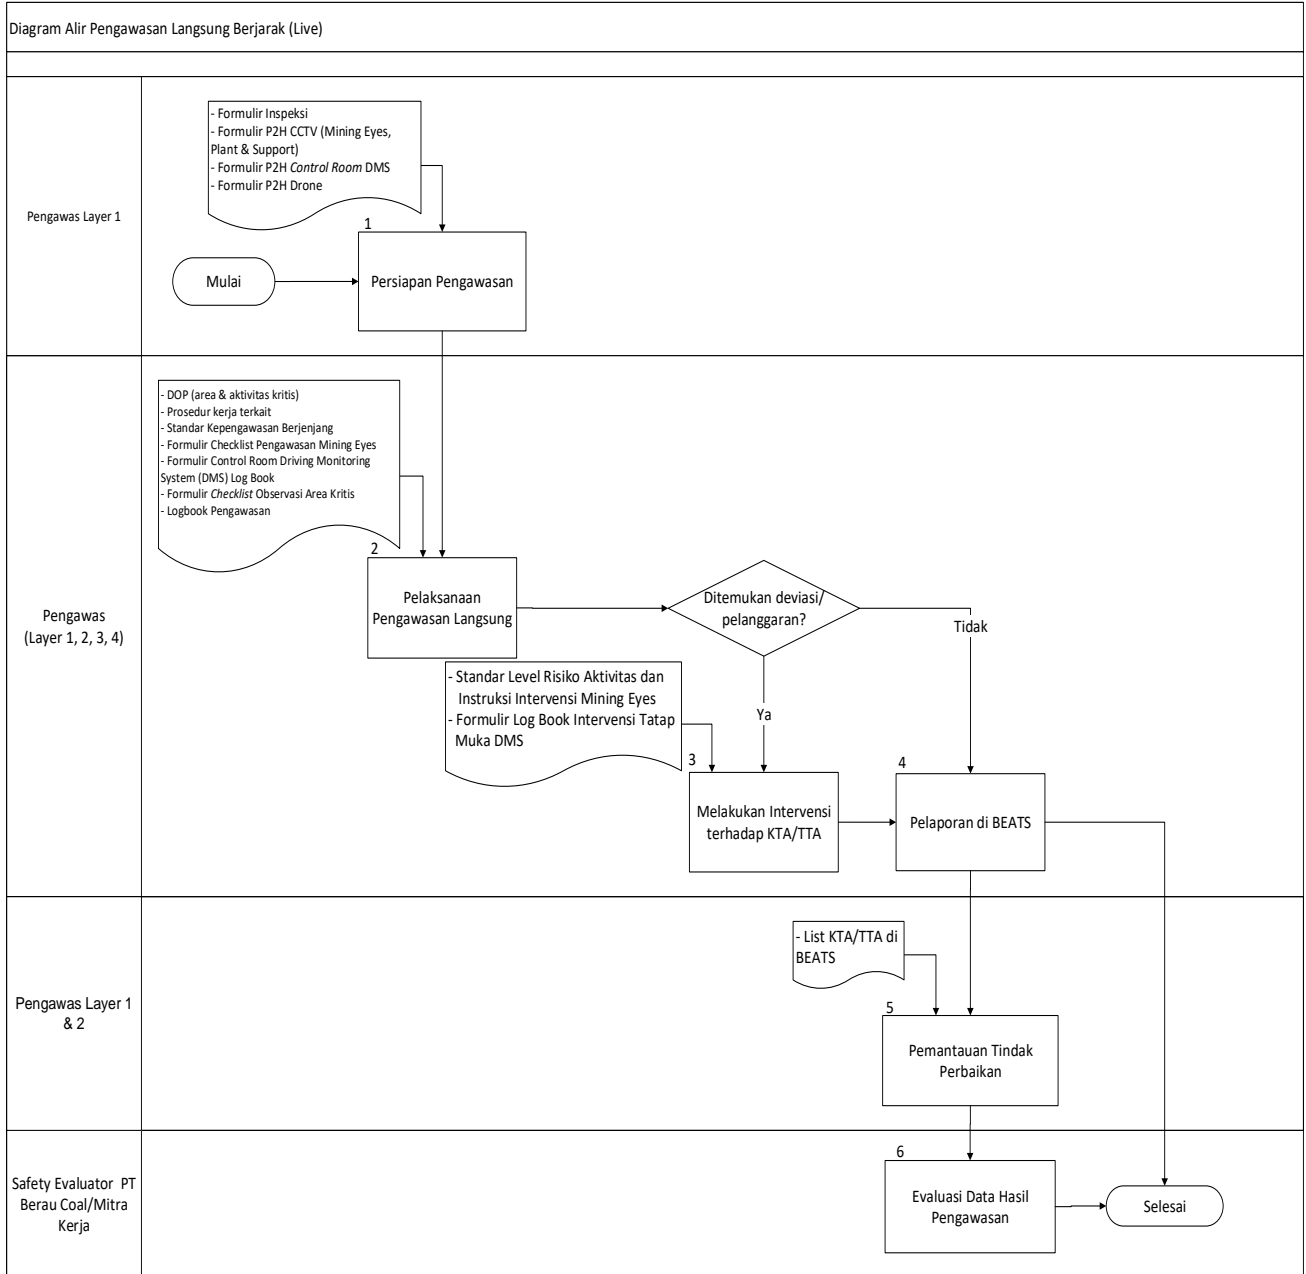 Diagram Alir Pengawasan Langsung Berjarak (Live)
Pengawas Layer 1
- Formulir Inspeksi
- Formulir P2H CCTV (Mining Eyes,
Plant & Support)
- Formulir P2H Control Room DMS
- Formulir P2H Drone
1
Mulai
Persiapan Pengawasan
Pengawas
(Layer 1, 2, 3, 4)
- DOP (area & aktivitas kritis)
- Prosedur kerja terkait
- Standar Kepengawasan Berjenjang
- Formulir Checklist Pengawasan Mining Eyes
- Formulir Control Room Driving Monitoring
System (DMS) Log Book
- Formulir Checklist Observasi Area Kritis
- Logbook Pengawasan
2
Pelaksanaan
Pengawasan Langsung
Ditemukan deviasi/
pelanggaran?
Tidak
Ya
- Standar Level Risiko Aktivitas dan
Instruksi Intervensi Mining Eyes
- Formulir Log Book Intervensi Tatap
Muka DMS
3
Melakukan Intervensi
terhadap KTA/TTA
4
Pelaporan di BEATS
Pengawas Layer 1
& 2
- List KTA/TTA di
BEATS
5
Pemantauan Tindak
Perbaikan
Safety Evaluator PT
Berau Coal/Mitra
Kerja
6
Evaluasi Data Hasil
Pengawasan
Selesai